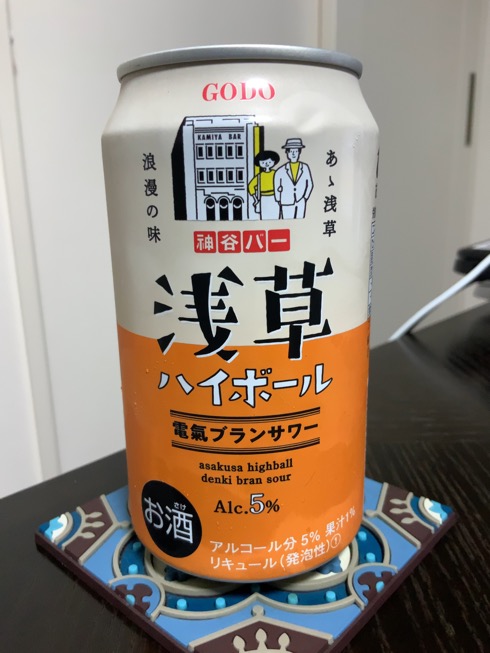 GODO
KAMIYA BAR
あゝ浅草
浪漫の味
神谷バー
浅草
ハイボール
電氣ブランサワー
asakusa highball
denki bran sour
Alc.5%
さけ
お酒
アルコール分5% 果汁1%
リキュール(発泡性)①